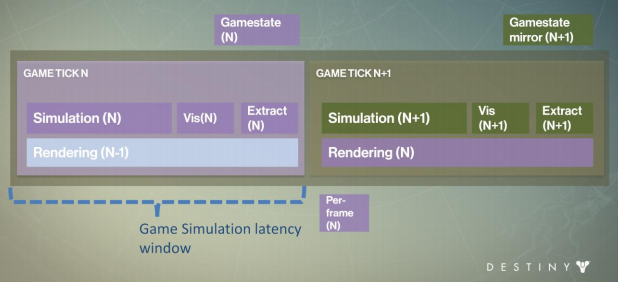 Gamestate
(N)
Gamestate
mirror (N+1)
GAME TICK N
GAME TICK N+1
Simulation (N)
Vis(N)
Extract
(N)
Simulation (N+1)
Vis
(N+1)
Extract
(N+1)
Rendering (N-1)
Rendering (N)
Per-
frame
(N)
Game Simulation latency
window
DESTINY